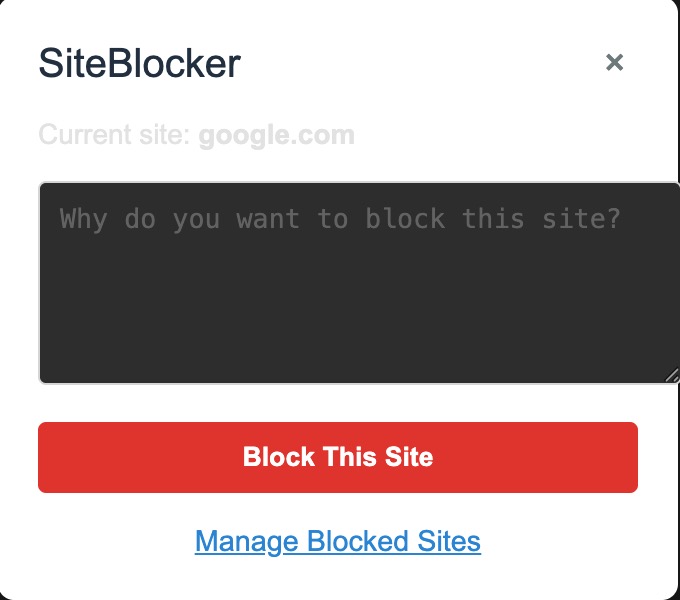 SiteBlocker ×
Current site: google.com
Why do you want to block this site?
Block This Site
Manage Blocked Sites